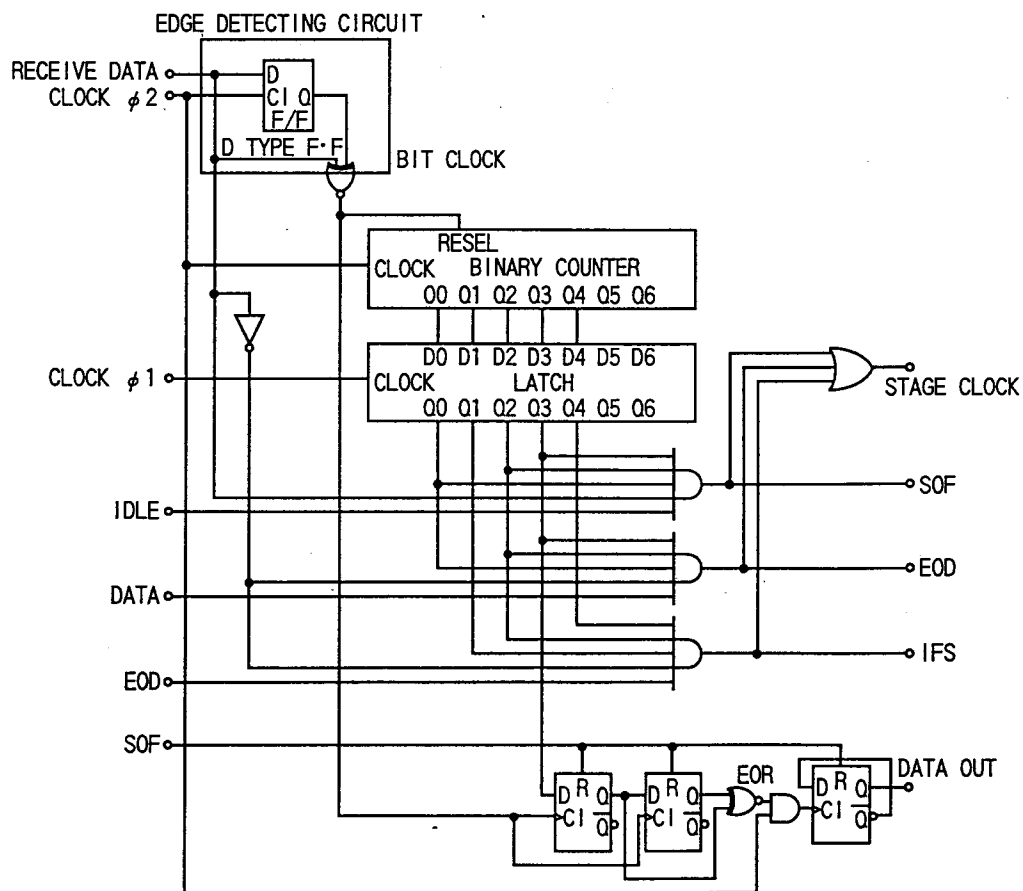 EDGE DETECTING CIRCUIT
RECEIVE DATA
CLOCK φ2
D
CI Q
F/F
D TYPE F·F
BIT CLOCK
RESEL
CLOCK BINARY COUNTER
Q0 Q1 Q2 Q3 Q4 Q5 Q6
D0 D1 D2 D3 D4 D5 D6
CLOCK φ1
CLOCK LATCH
Q0 Q1 Q2 Q3 Q4 Q5 Q6
STAGE CLOCK
SOF
IDLE
EOD
DATA
IFS
EOD
SOF
EOR
DATA OUT
D R Q
CI Q̅
D R Q
CI Q̅
R Q
CI Q̅